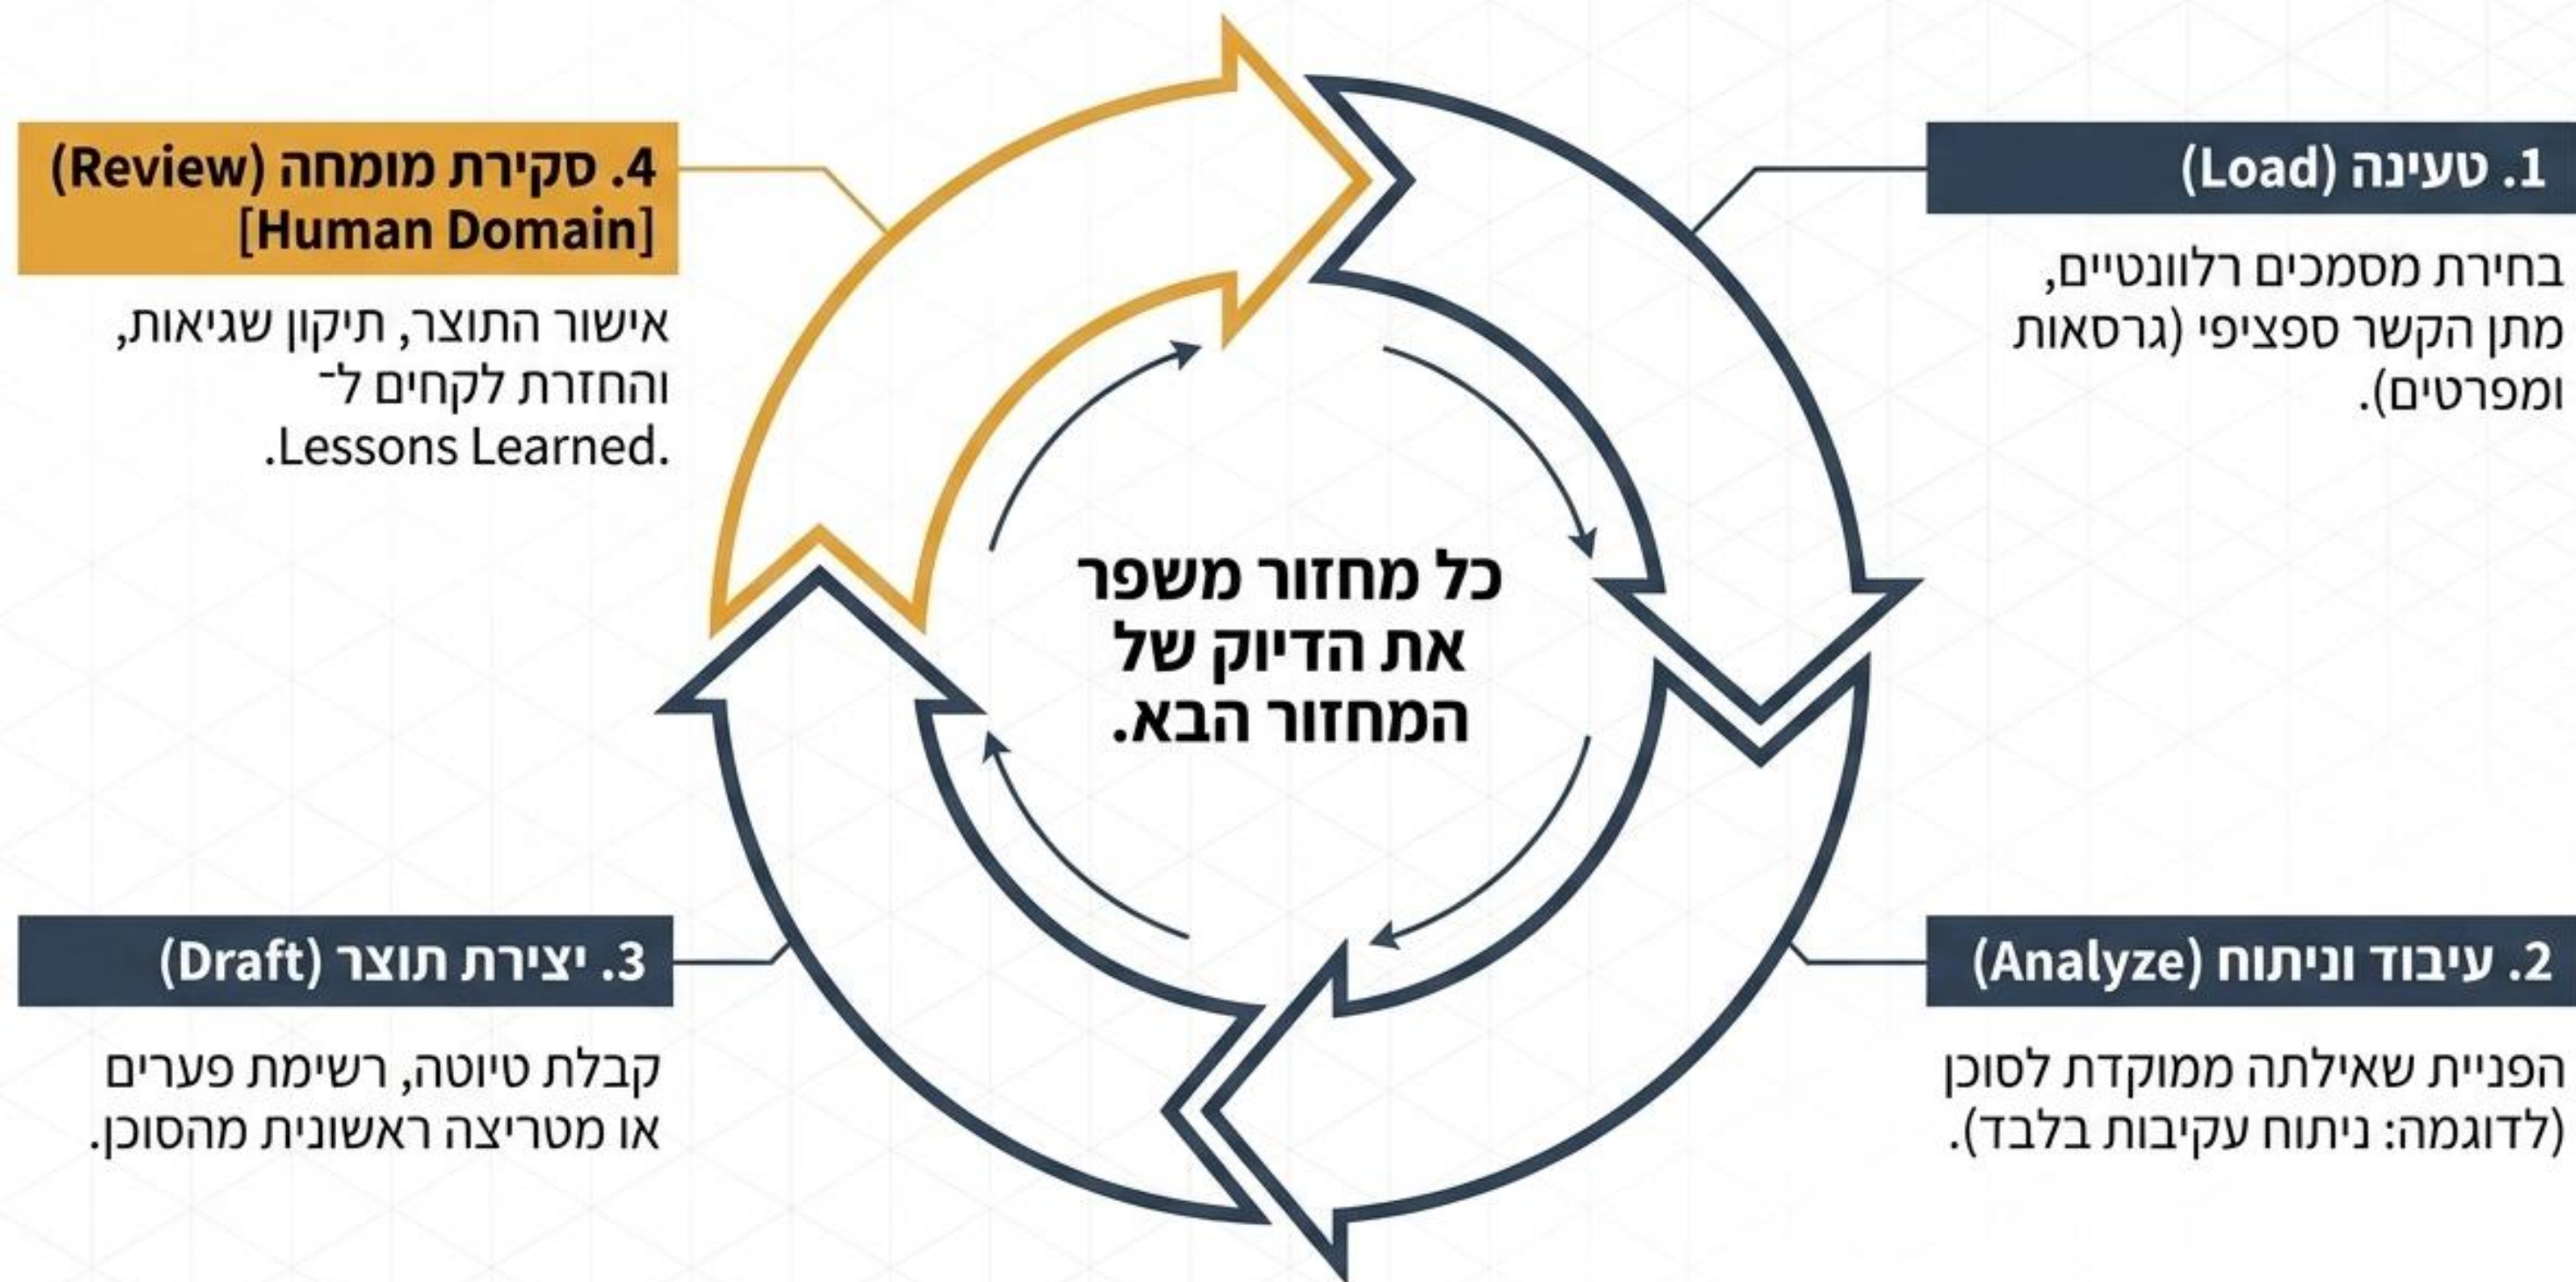 1. טעינה (Load)
בחירת מסמכים רלוונטיים,
מתן הקשר ספציפי (גרסאות
ומפרטים).
2. עיבוד וניתוח (Analyze)
הפניית שאילתה ממוקדת לסוכן
(לדוגמה: ניתוח עקיבות בלבד).
3. יצירת תוצר (Draft)
קבלת טיוטה, רשימת פערים
או מטריצה ראשונית מהסוכן.
4. סקירת מומחה (Review)
[Human Domain]
אישור התוצר, תיקון שגיאות,
והחזרת לקחים ל-
.Lessons Learned.
כל מחזור משפר
את הדיוק של
המחזור הבא.